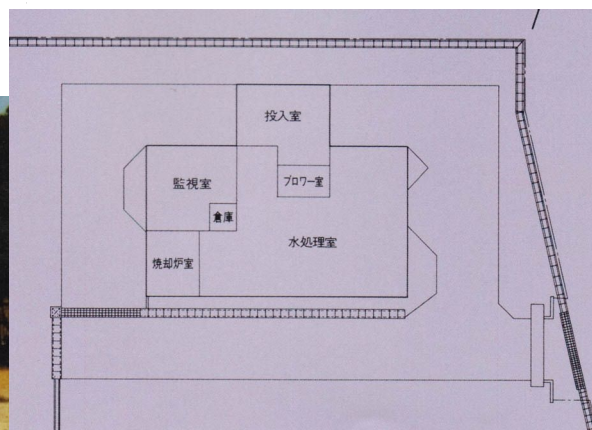 投入室
ブロワー室
監視室
倉庫
水処理室
焼却炉室